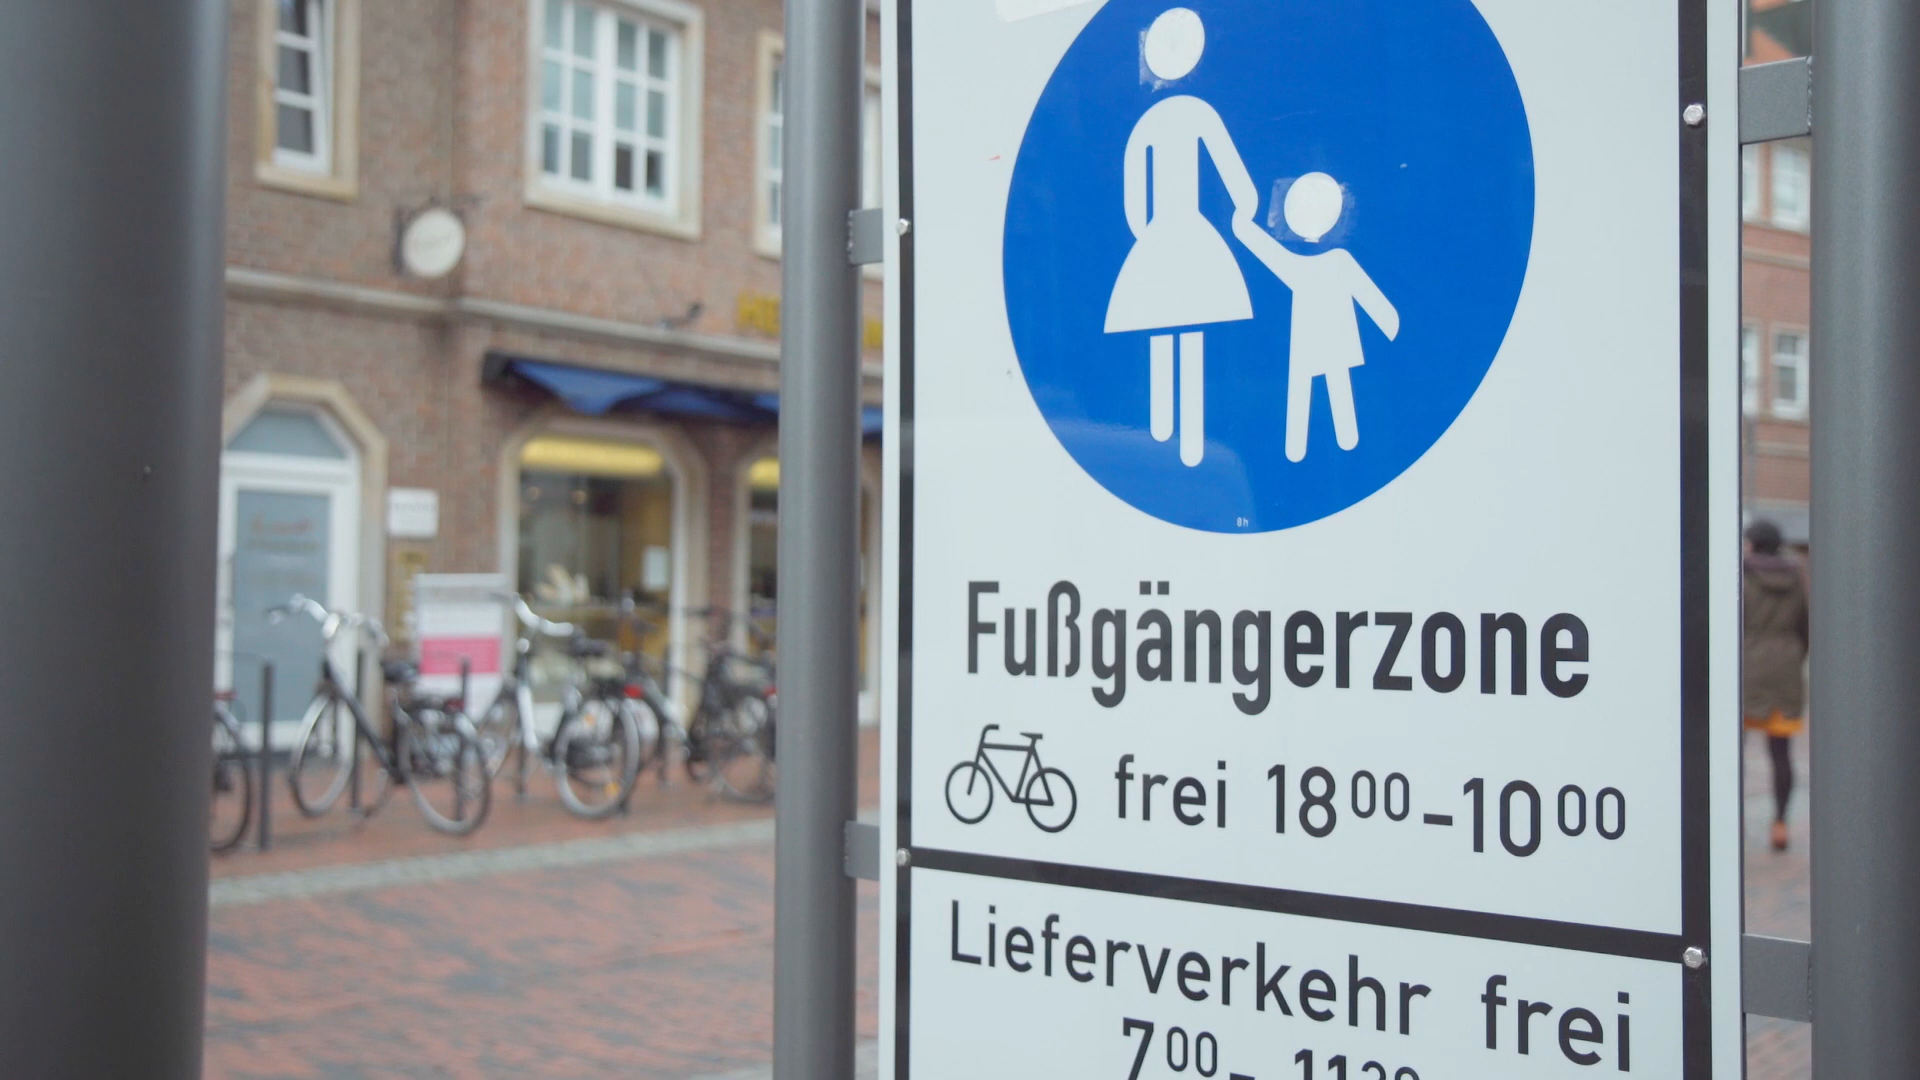 Fußgängerzone
frei 18⁰⁰-10⁰⁰
Lieferverkehr frei
7⁰⁰-11³⁰